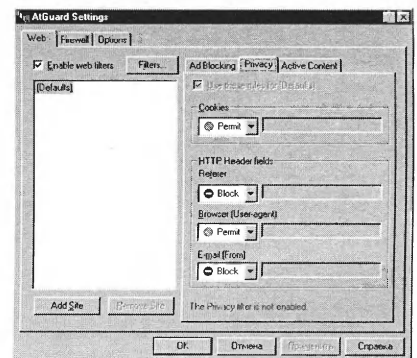 AtGuard Settings
Web Firewall Options
Enable web filters Filters... Ad Blocking Privacy Active Content
(Defaults) Use these rules for (Defaults)
Cookies
Permit
HTTP Header fields
Referer
Block
Browser (User-agent)
Permit
E-mail (From)
Block
Add Site Remove Site The Privacy filter is not enabled.
OK Отмена Применить Справка